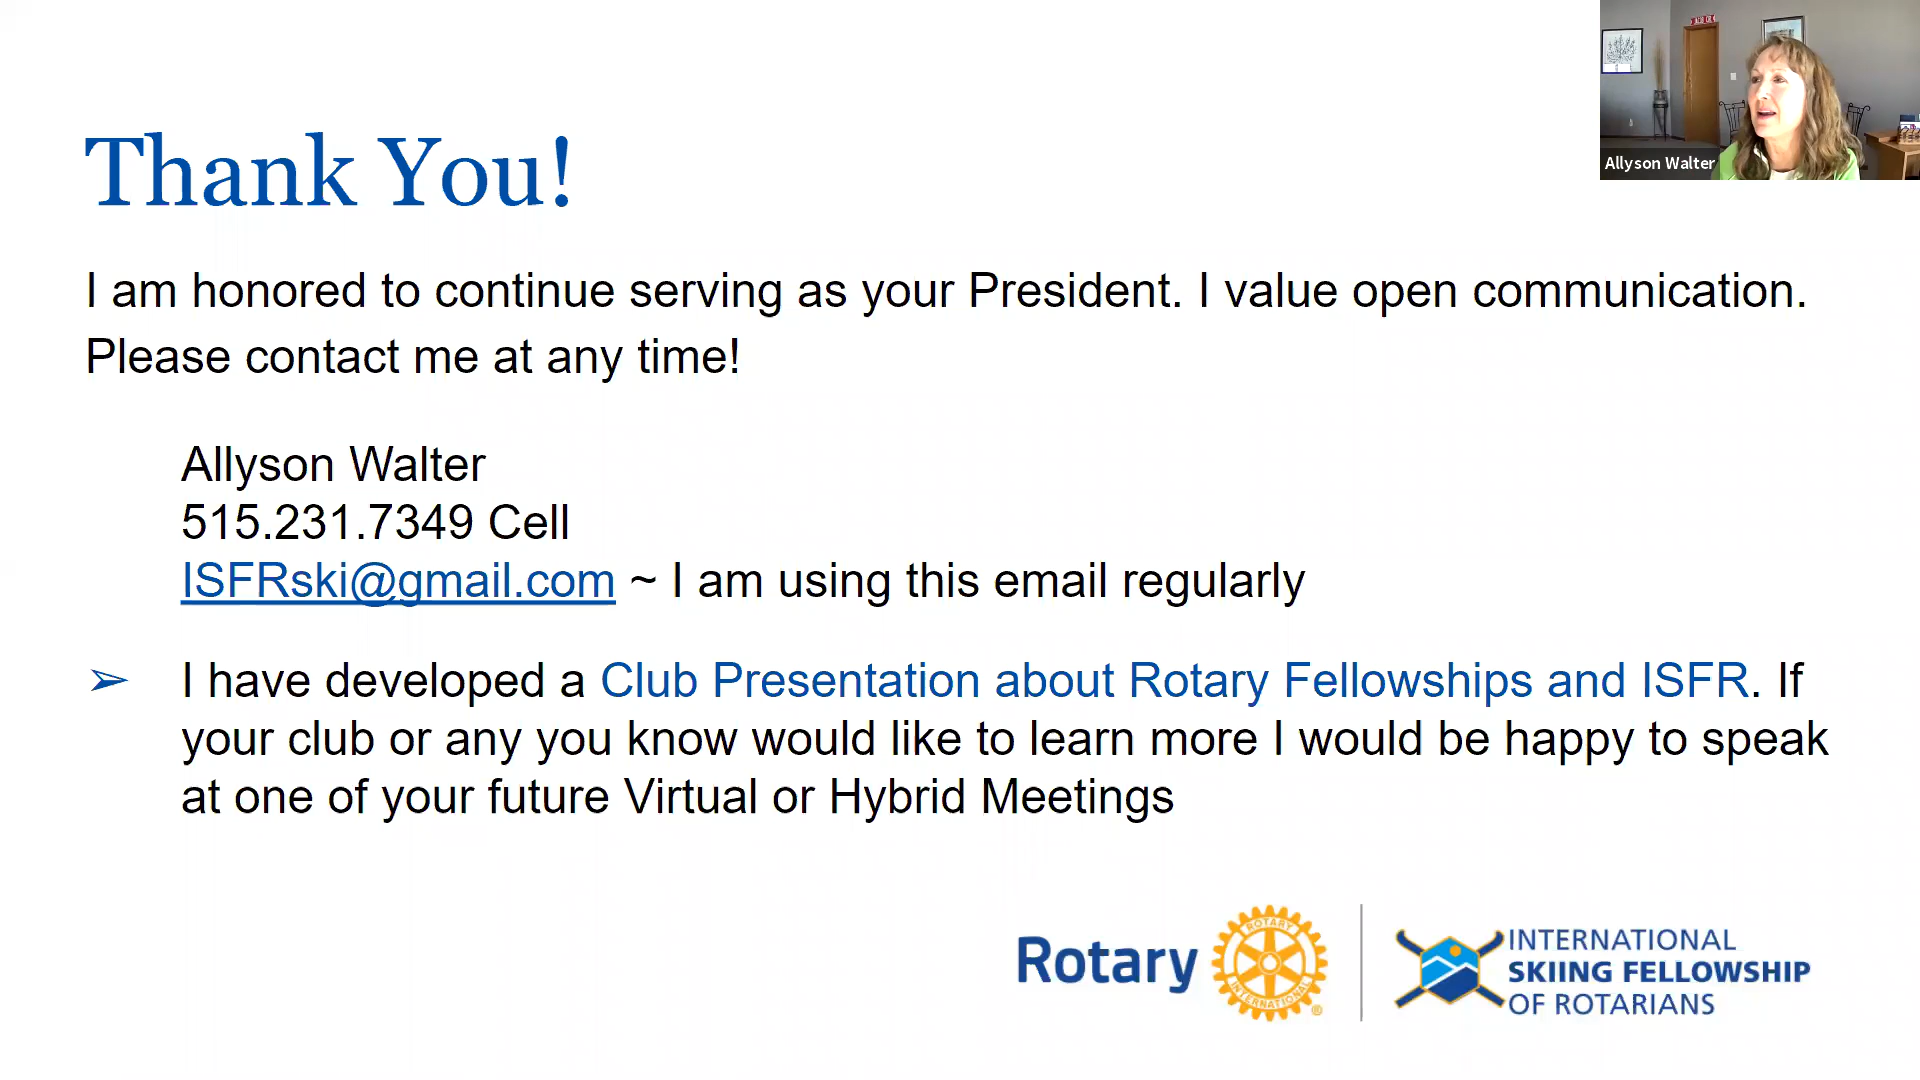 Thank You!
I am honored to continue serving as your President. I value open communication.
Please contact me at any time!
Allyson Walter
515.231.7349 Cell
ISFRski@gmail.com ~ I am using this email regularly
➢ I have developed a Club Presentation about Rotary Fellowships and ISFR. If
your club or any you know would like to learn more I would be happy to speak
at one of your future Virtual or Hybrid Meetings
Allyson Walter
Rotary
ROTARY
INTERNATIONAL
®
INTERNATIONAL
SKIING FELLOWSHIP
OF ROTARIANS